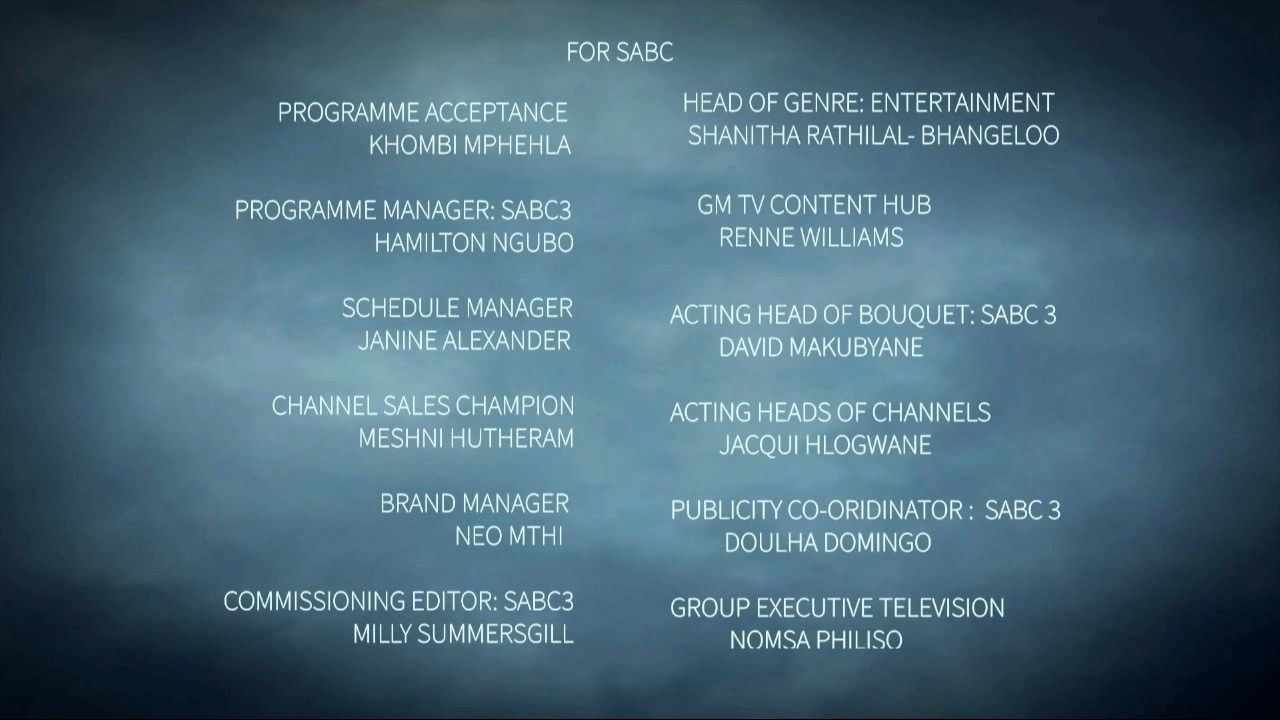 FOR SABC
PROGRAMME ACCEPTANCE
KHOMBI MPHEHLA
PROGRAMME MANAGER: SABC3
HAMILTON NGUBO
SCHEDULE MANAGER
JANINE ALEXANDER
CHANNEL SALES CHAMPION
MESHNI HUTHERAM
BRAND MANAGER
NEO MTHI
COMMISSIONING EDITOR: SABC3
MILLY SUMMERSGILL
HEAD OF GENRE: ENTERTAINMENT
SHANITHA RATHILAL- BHANGELOO
GM TV CONTENT HUB
RENNE WILLIAMS
ACTING HEAD OF BOUQUET: SABC 3
DAVID MAKUBYANE
ACTING HEADS OF CHANNELS
JACQUI HLOGWANE
PUBLICITY CO-ORIDINATOR : SABC 3
DOULHA DOMINGO
GROUP EXECUTIVE TELEVISION
NOMSA PHILISO